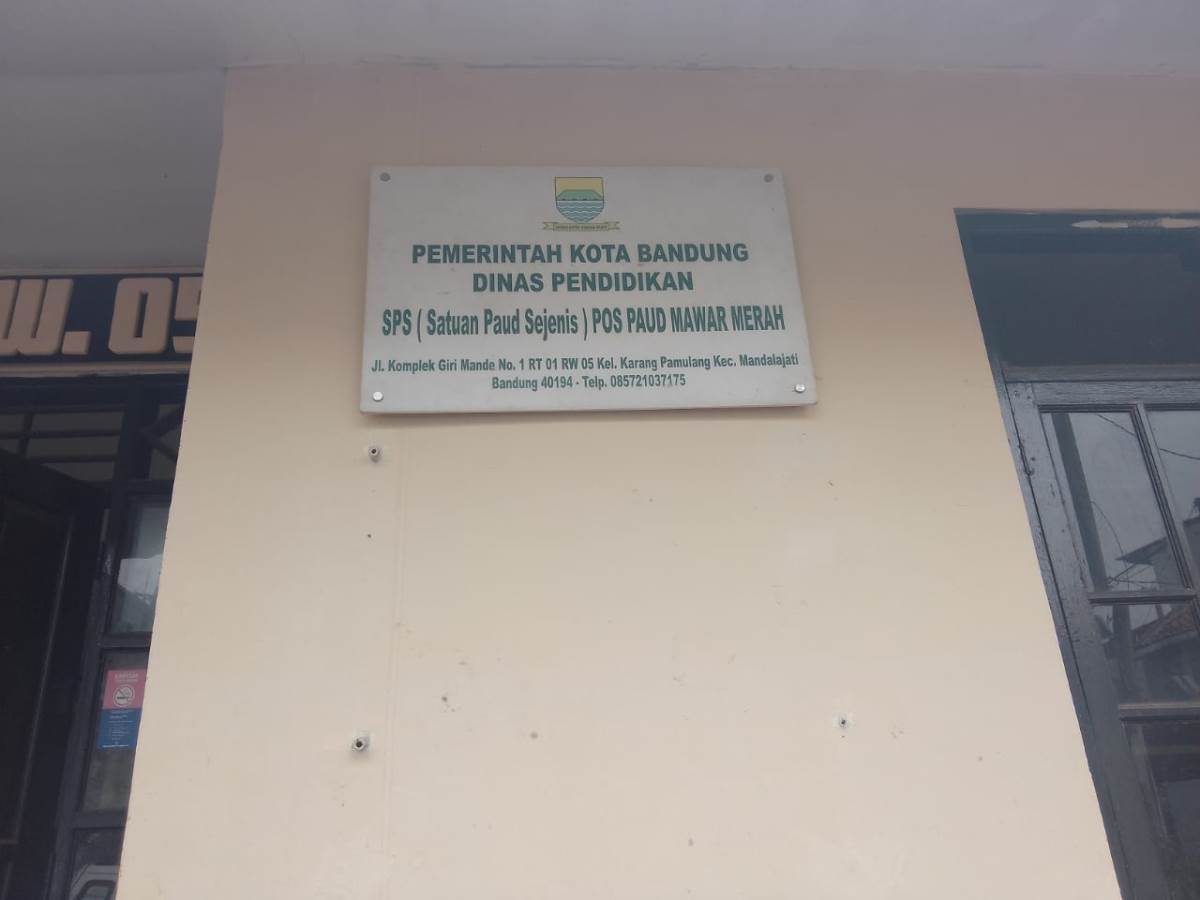 PEMERINTAH KOTA BANDUNG
DINAS PENDIDIKAN
SPS ( Satuan Paud Sejenis ) POS PAUD MAWAR MERAH
Jl. Komplek Giri Mande No. 1 RT 01 RW 05 Kel. Karang Pamulang Kec. Mandalajati
Bandung 40194 - Telp. 085721037175
W. 05